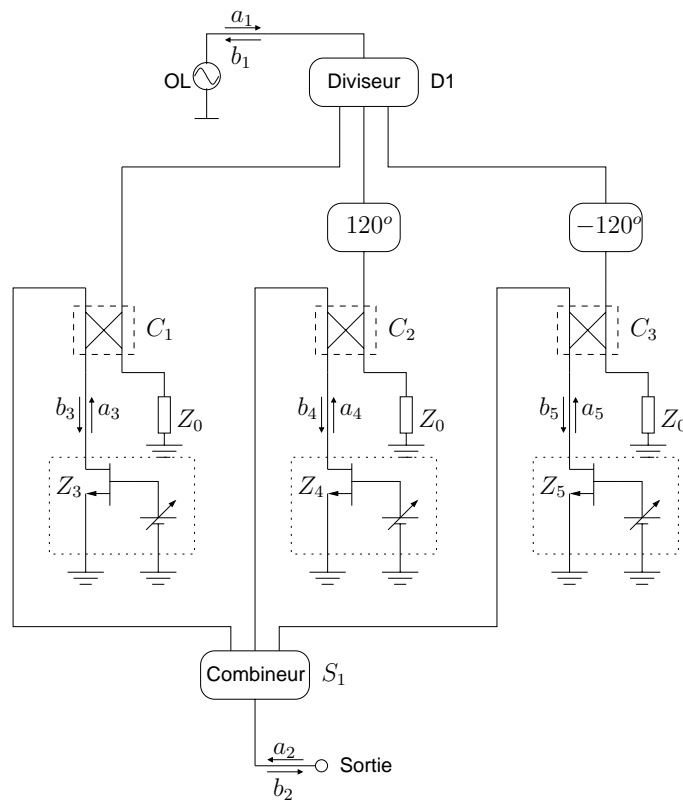 a₁
b₁
OL
Diviseur D1
120° −120°
C₁ C₂ C₃
b₃ a₃ Z₀ b₄ a₄ Z₀ b₅ a₅ Z₀
Z₃ Z₄ Z₅
Combineur S₁
a₂
Sortie
b₂